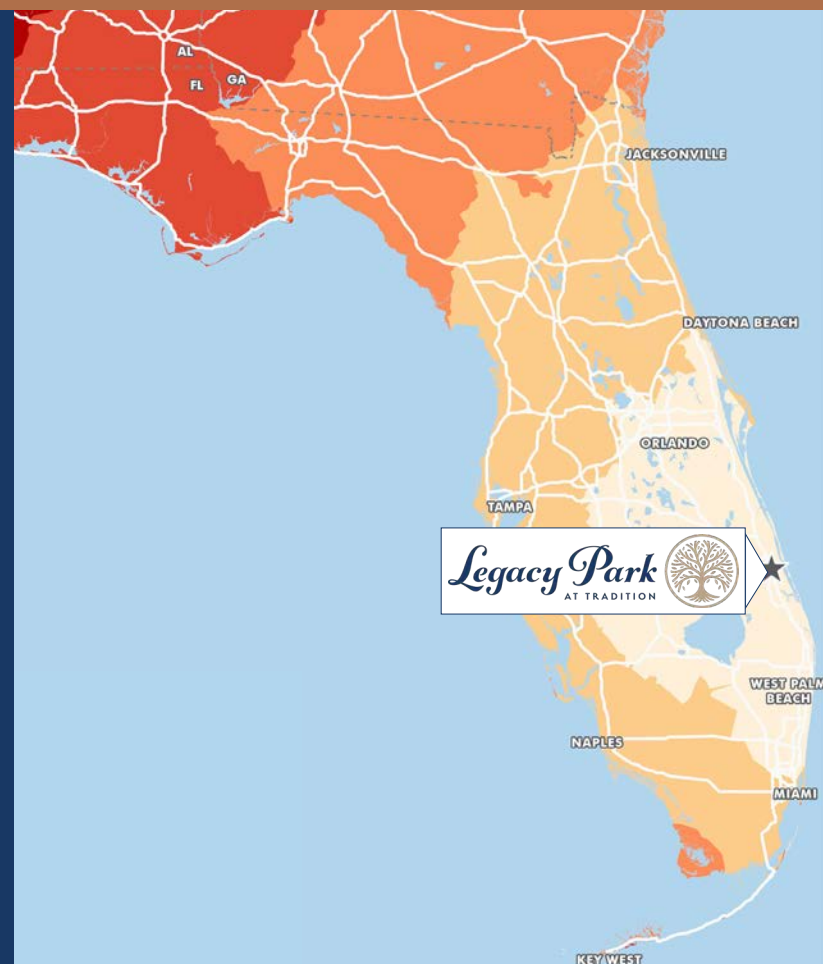 AL
FL
GA
JACKSONVILLE
DAYTONA BEACH
ORLANDO
TAMPA
Legacy Park
AT TRADITION
WEST PALM
BEACH
NAPLES
MIAMI
KEY WEST